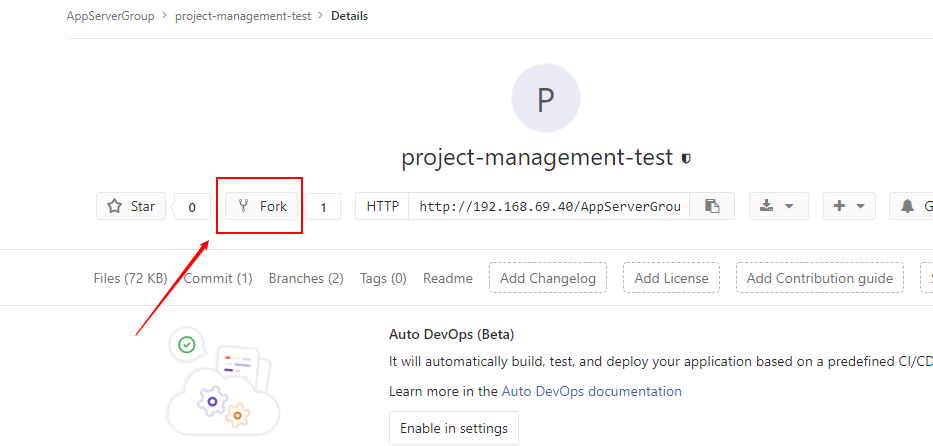 AppServerGroup > project-management-test > Details
P
project-management-test
Star 0 Fork 1 HTTP http://192.168.69.40/AppServerGrou
Files (72 KB) Commit (1) Branches (2) Tags (0) Readme Add Changelog Add License Add Contribution guide
Auto DevOps (Beta)
It will automatically build, test, and deploy your application based on a predefined CI/CD
Learn more in the Auto DevOps documentation
Enable in settings